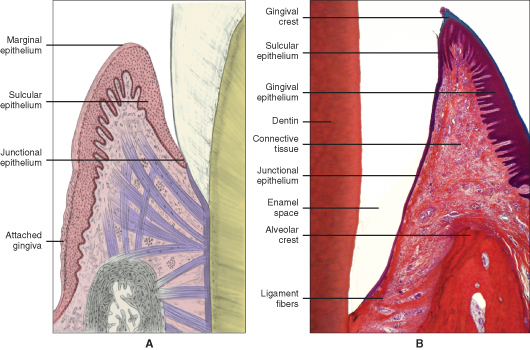 Marginal
epithelium
Sulcular
epithelium
Junctional
epithelium
Attached
gingiva
A
Gingival
crest
Sulcular
epithelium
Gingival
epithelium
Dentin
Connective
tissue
Junctional
epithelium
Enamel
space
Alveolar
crest
Ligament
fibers
B